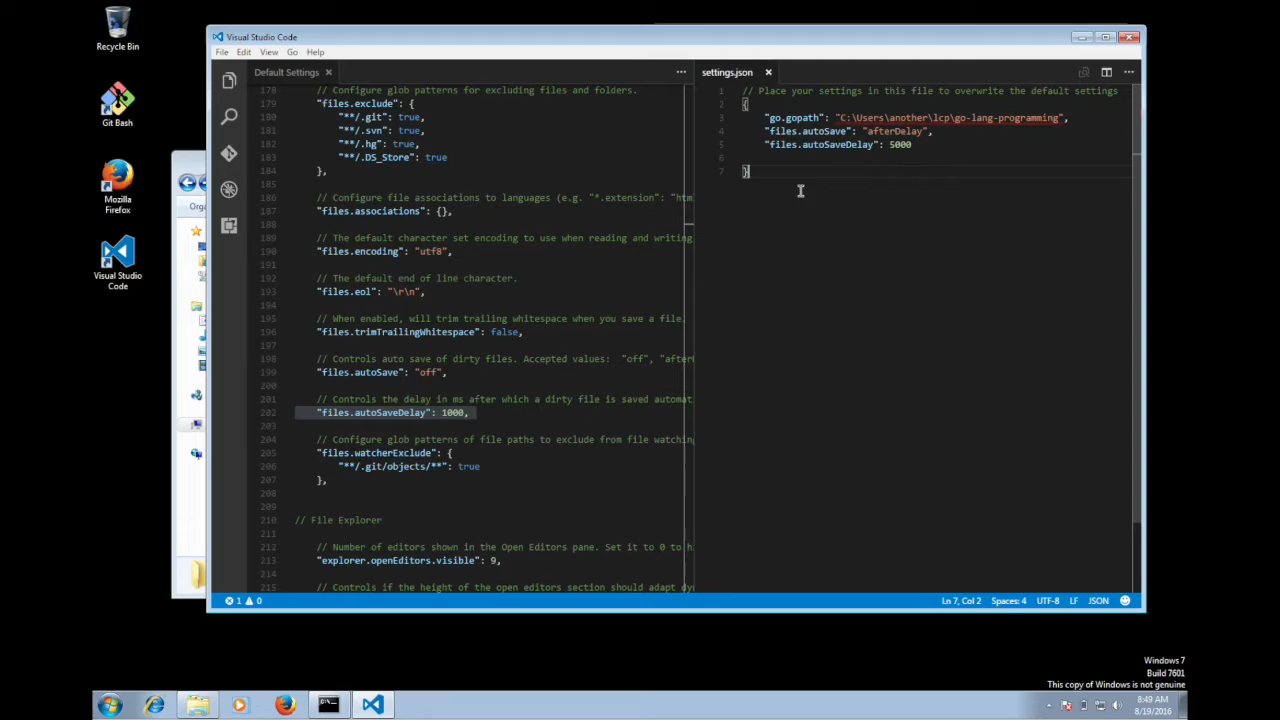 Recycle Bin
Git Bash
Mozilla
Firefox
Visual Studio
Code
Visual Studio Code
File Edit View Go Help
Default Settings
178 // Configure glob patterns for excluding files and folders.
179 "files.exclude": {
180 "**/.git": true,
181 "**/.svn": true,
182 "**/.hg": true,
183 "**/.DS_Store": true
184 },
185
186 // Configure file associations to languages (e.g. "*.extension": "htm
187 "files.associations": {},
188
189 // The default character set encoding to use when reading and writing
190 "files.encoding": "utf8",
191
192 // The default end of line character.
193 "files.eol": "\r\n",
194
195 // When enabled, will trim trailing whitespace when you save a file.
196 "files.trimTrailingWhitespace": false,
197
198 // Controls auto save of dirty files. Accepted values:  "off", "after
199 "files.autoSave": "off",
200
201 // Controls the delay in ms after which a dirty file is saved automat
202 "files.autoSaveDelay": 1000,
203
204 // Configure glob patterns of file paths to exclude from file watching
205 "files.watcherExclude": {
206 "**/.git/objects/**": true
207 },
208
209
210 // File Explorer
211
212 // Number of editors shown in the Open Editors pane. Set it to 0 to h
213 "explorer.openEditors.visible": 9,
214
215 // Controls if the height of the open editors section should adapt dy
settings.json
1 // Place your settings in this file to overwrite the default settings
2 {
3 "go.gopath": "C:\Users\another\lcp\go-lang-programming",
4 "files.autoSave": "afterDelay",
5 "files.autoSaveDelay": 5000
6
7 }
Orga
1 0
Ln 7, Col 2 Spaces: 4 UTF-8 LF JSON
Windows 7
Build 7601
This copy of Windows is not genuine
8:49 AM
8/19/2016